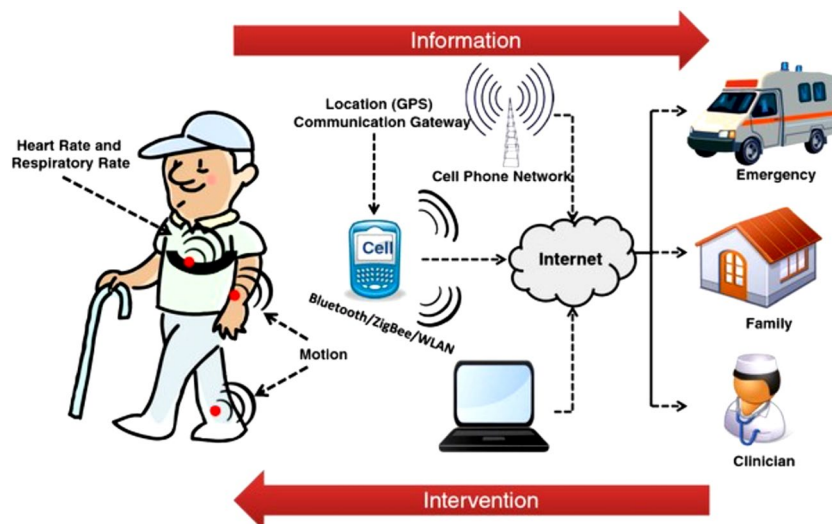 Information
Location (GPS)
Communication Gateway
Heart Rate and
Respiratory Rate
Cell Phone Network
Emergency
Cell
Internet
Bluetooth/ZigBee/WLAN
Family
Motion
Clinician
Intervention